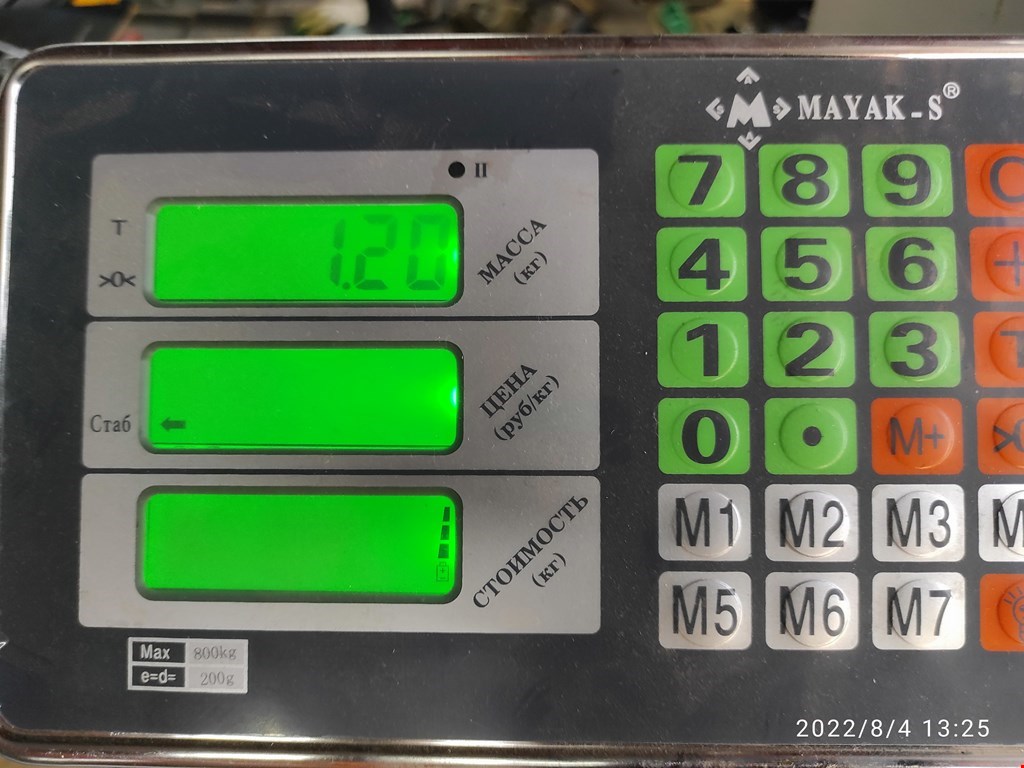 MAYAK-S®
II
T
1.20
МАССА
(кг)
>0<
ЦЕНА
(руб/кг)
Стаб
СТОИМОСТЬ
(кг)
7 8 9 C
4 5 6 +
1 2 3 T
0 • M+ >0
M1 M2 M3 M
M5 M6 M7
Max 800kg
e=d= 200g
2022/8/4 13:25